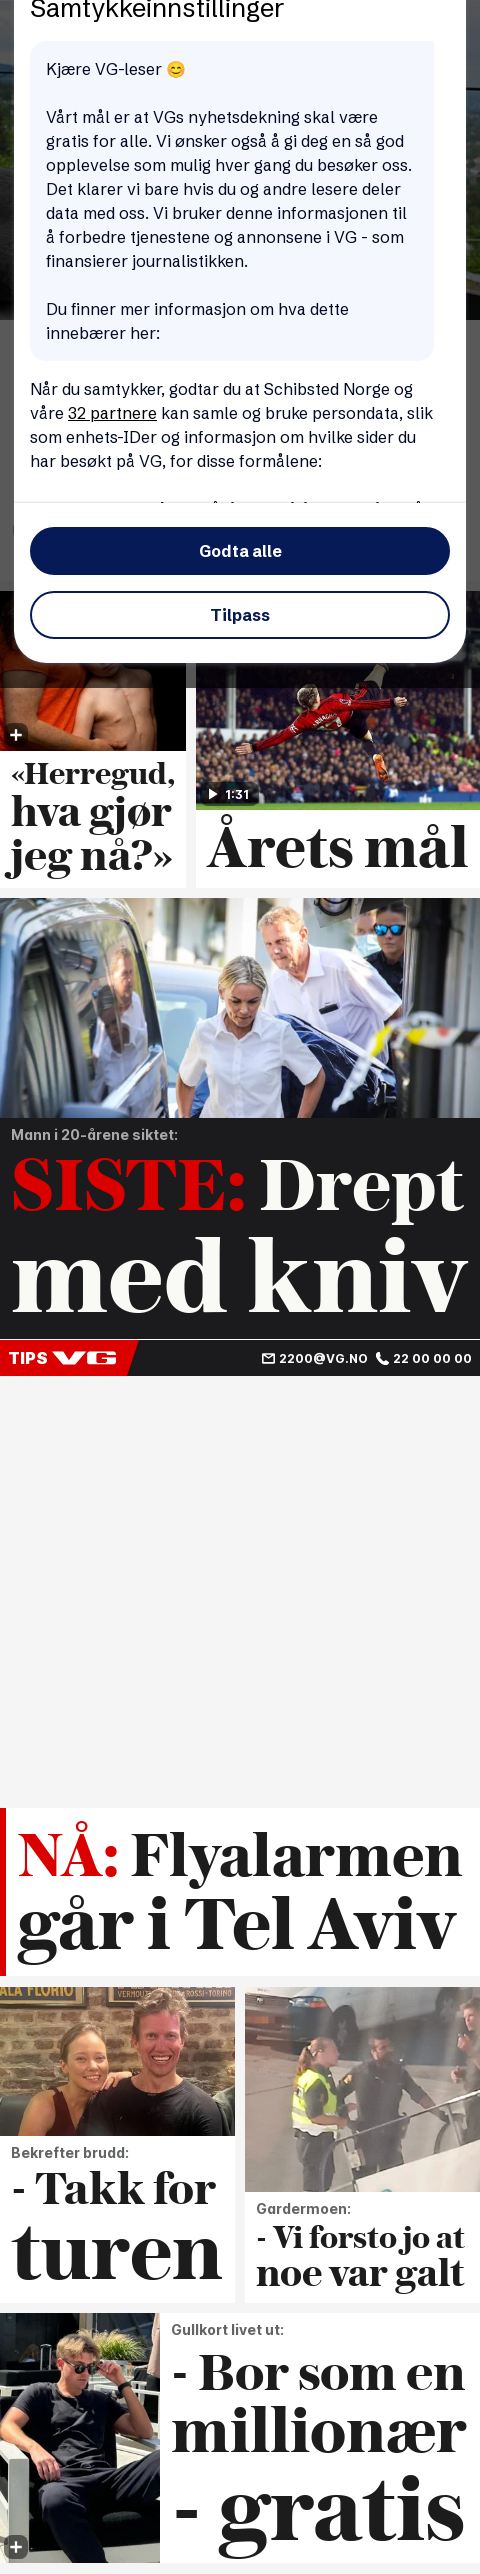 Samtykkeinnstillinger
Kjære VG-leser 😊
Vårt mål er at VGs nyhetsdekning skal være
gratis for alle. Vi ønsker også å gi deg en så god
opplevelse som mulig hver gang du besøker oss.
Det klarer vi bare hvis du og andre lesere deler
data med oss. Vi bruker denne informasjonen til
å forbedre tjenestene og annonsene i VG - som
finansierer journalistikken.
Du finner mer informasjon om hva dette
innebærer her:
Når du samtykker, godtar du at Schibsted Norge og
våre 32 partnere kan samle og bruke persondata, slik
som enhets-IDer og informasjon om hvilke sider du
har besøkt på VG, for disse formålene:
Godta alle
Tilpass
«Herregud,
hva gjør
jeg nå?»
1:31
Årets mål
Mann i 20-årene siktet:
SISTE: Drept
med kniv
TIPS VG 2200@VG.NO 22 00 00 00
NÅ: Flyalarmen
går i Tel Aviv
ALA FLORIO
VERMOUT ROSSI-TORINO
Bekrefter brudd:
- Takk for
turen
Gardermoen:
- Vi forsto jo at
noe var galt
Gullkort livet ut:
- Bor som en
millionær
- gratis